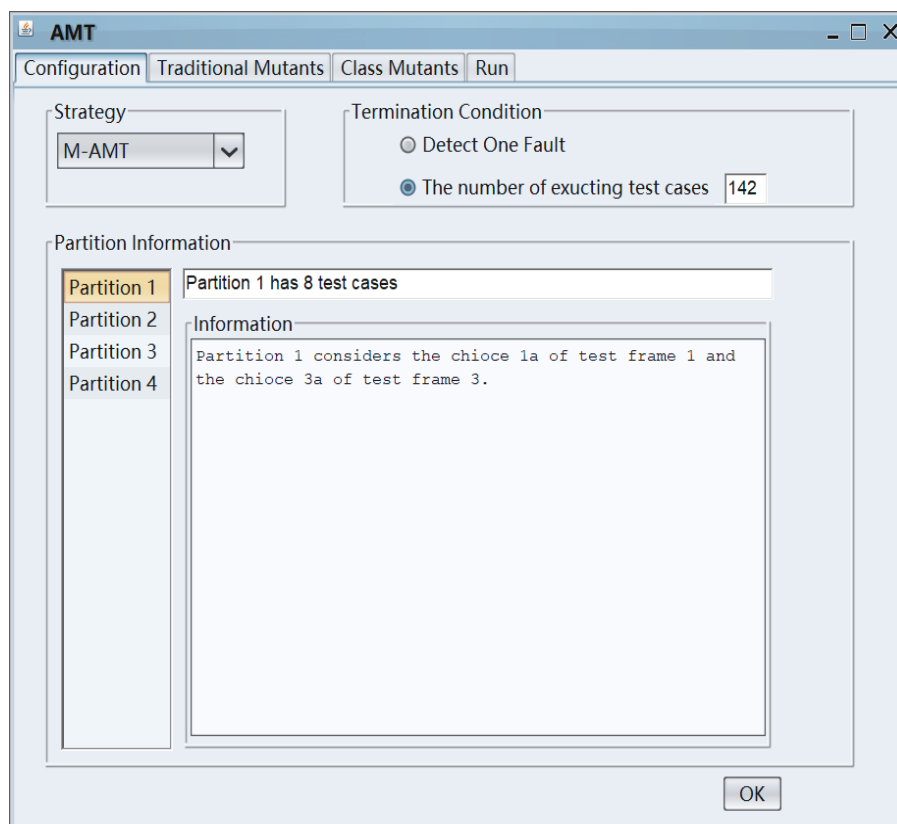 AMT
Configuration Traditional Mutants Class Mutants Run
Strategy
M-AMT
Termination Condition
Detect One Fault
The number of exucting test cases 142
Partition Information
Partition 1
Partition 2
Partition 3
Partition 4
Partition 1 has 8 test cases
Information
Partition 1 considers the chioce 1a of test frame 1 and
the chioce 3a of test frame 3.
OK